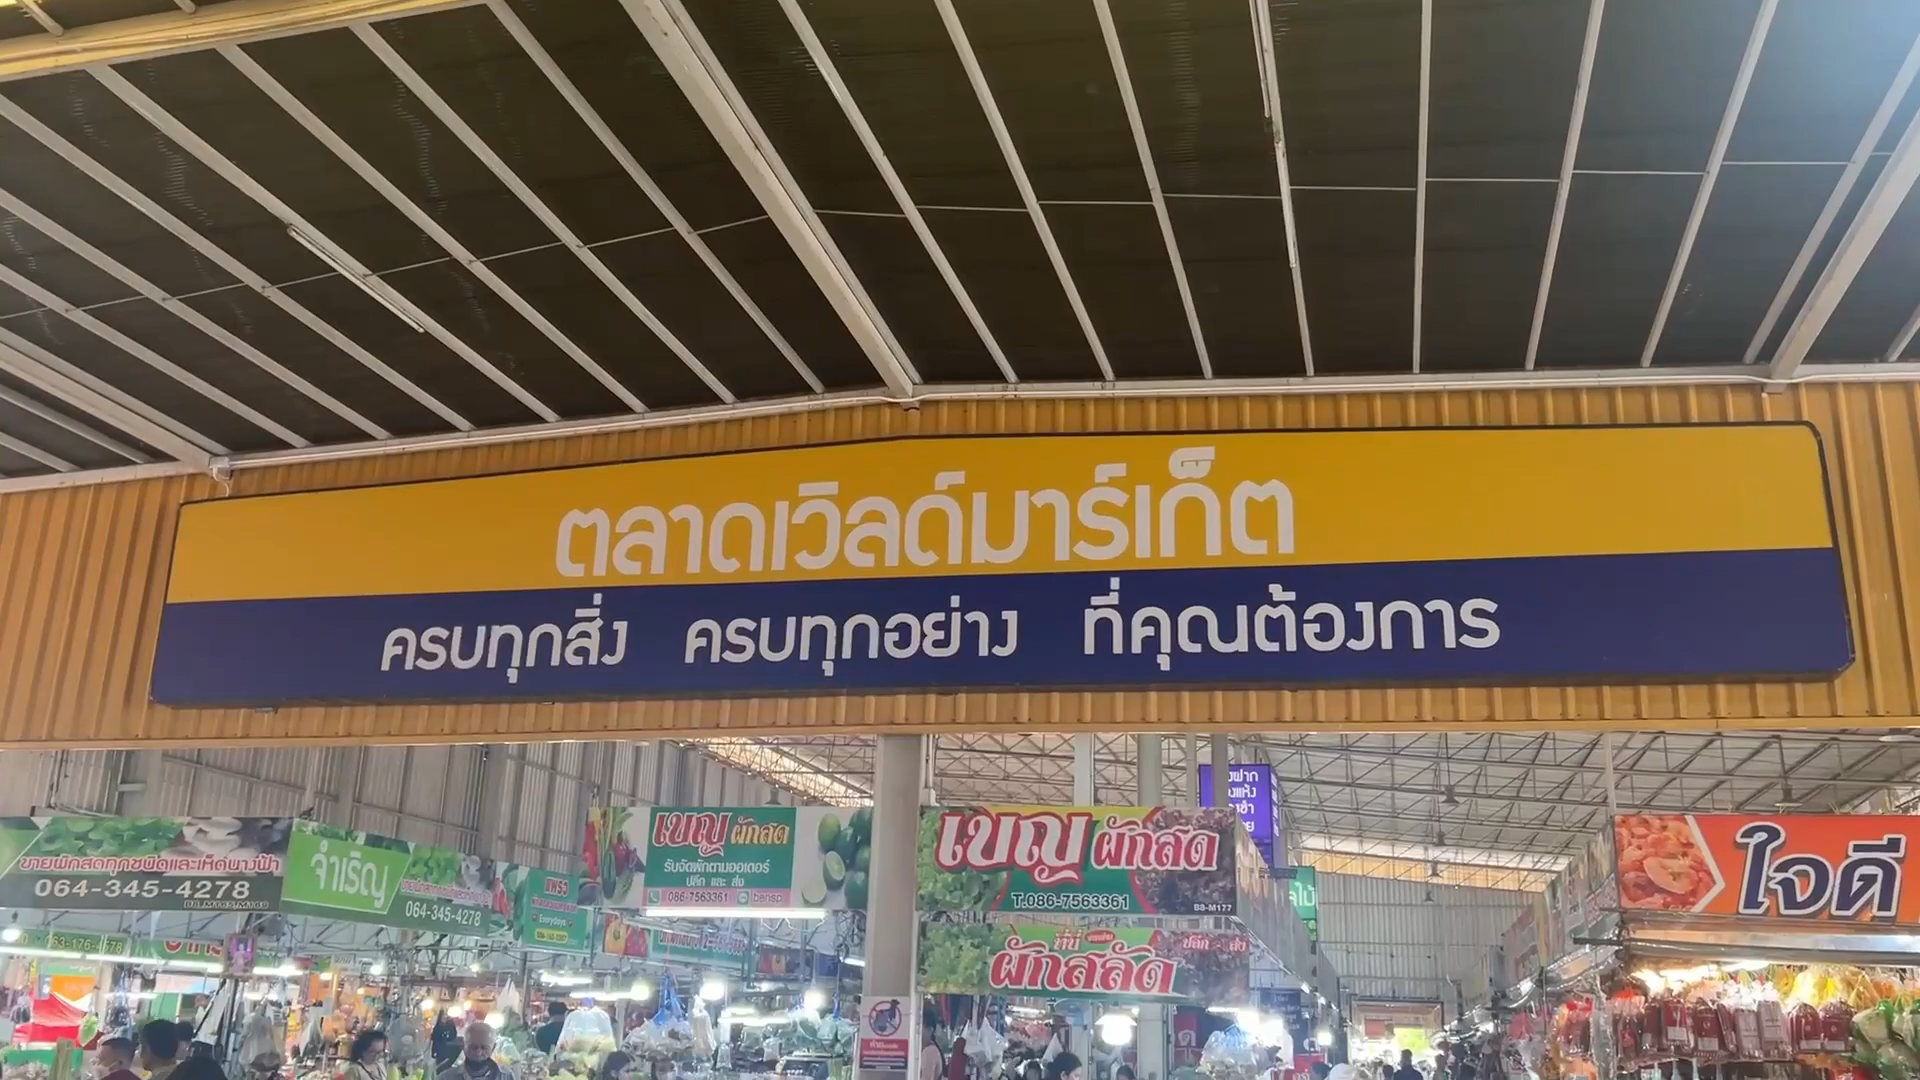 ตลาดเวิลด์มาร์เก็ต
ครบทุกสิ่ง ครบทุกอย่าง ที่คุณต้องการ
ขายผักสดทุกชนิดและเห็ดนางฟ้า
064-345-4278
จำเริญ
064-345-4278
เบญ ผักสด
รับจัดผักตามออเดอร์
ปลีก และ ส่ง
086-7563361 bensp
เบญ ผักสด
T.086-7563361
B8-M177
ที่นี่
ผักสลัด
ปลีก - ส่ง
ใจดี